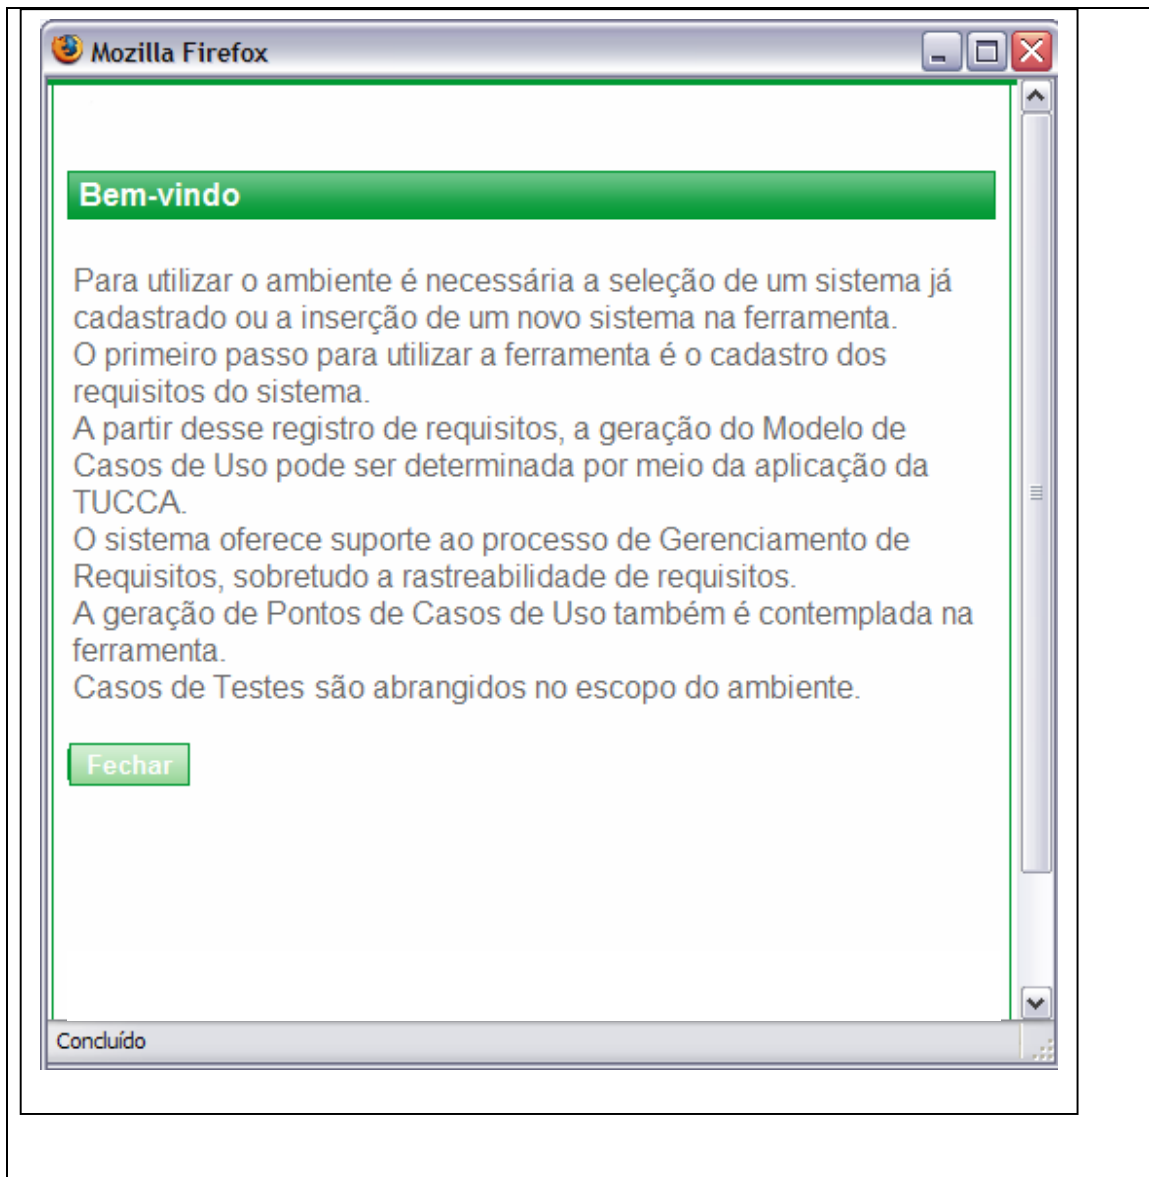 Mozilla Firefox
Bem-vindo
Para utilizar o ambiente é necessária a seleção de um sistema já
cadastrado ou a inserção de um novo sistema na ferramenta.
O primeiro passo para utilizar a ferramenta é o cadastro dos
requisitos do sistema.
A partir desse registro de requisitos, a geração do Modelo de
Casos de Uso pode ser determinada por meio da aplicação da
TUCCA.
O sistema oferece suporte ao processo de Gerenciamento de
Requisitos, sobretudo a rastreabilidade de requisitos.
A geração de Pontos de Casos de Uso também é contemplada na
ferramenta.
Casos de Testes são abrangidos no escopo do ambiente.
Fechar
Concluído